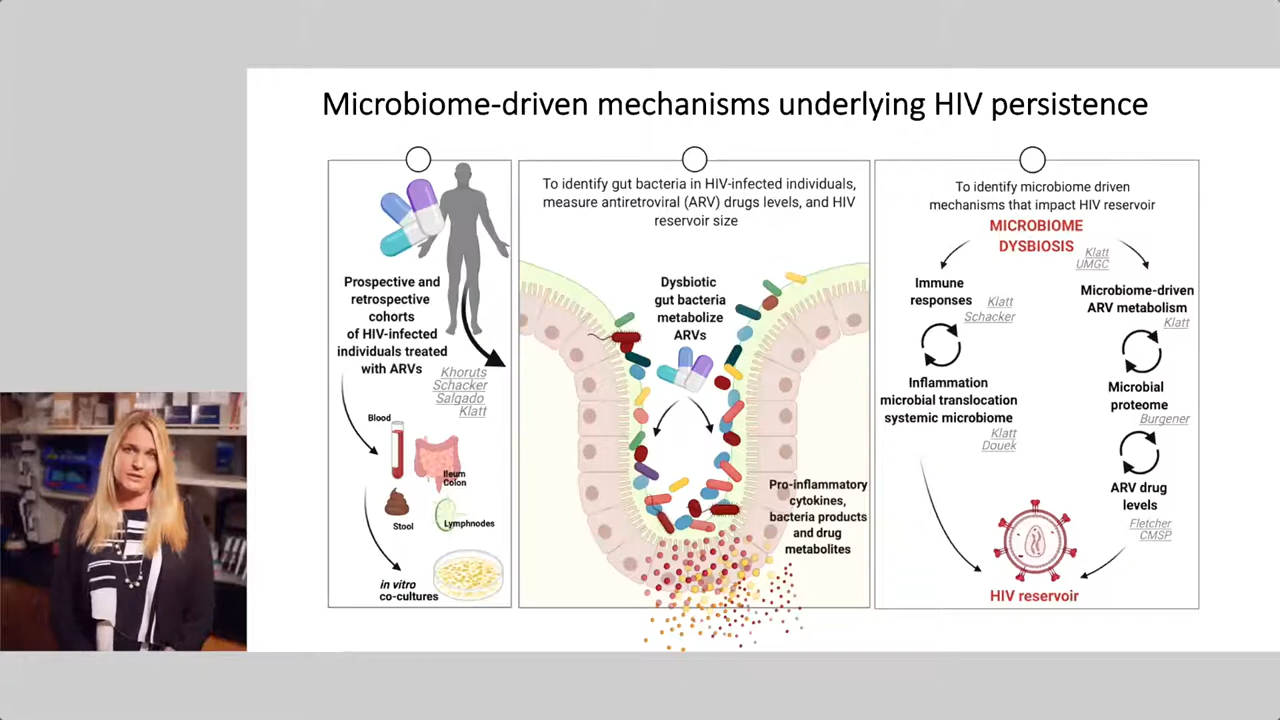 Microbiome-driven mechanisms underlying HIV persistence
Prospective and
retrospective
cohorts
of HIV-infected
individuals treated
with ARVs
Khoruts
Schacker
Salgado
Klatt
Blood
Ileum
Colon
Stool
Lymphnodes
in vitro
co-cultures
To identify gut bacteria in HIV-infected individuals,
measure antiretroviral (ARV) drugs levels, and HIV
reservoir size
Dysbiotic
gut bacteria
metabolize
ARVs
Pro-inflammatory
cytokines,
bacteria products
and drug
metabolites
To identify microbiome driven
mechanisms that impact HIV reservoir
MICROBIOME
DYSBIOSIS
Klatt
UMGC
Immune
responses
Klatt
Schacker
Inflammation
microbial translocation
systemic microbiome
Klatt
Douek
Microbiome-driven
ARV metabolism
Klatt
Microbial
proteome
Burgener
ARV drug
levels
Fletcher
CMSP
HIV reservoir